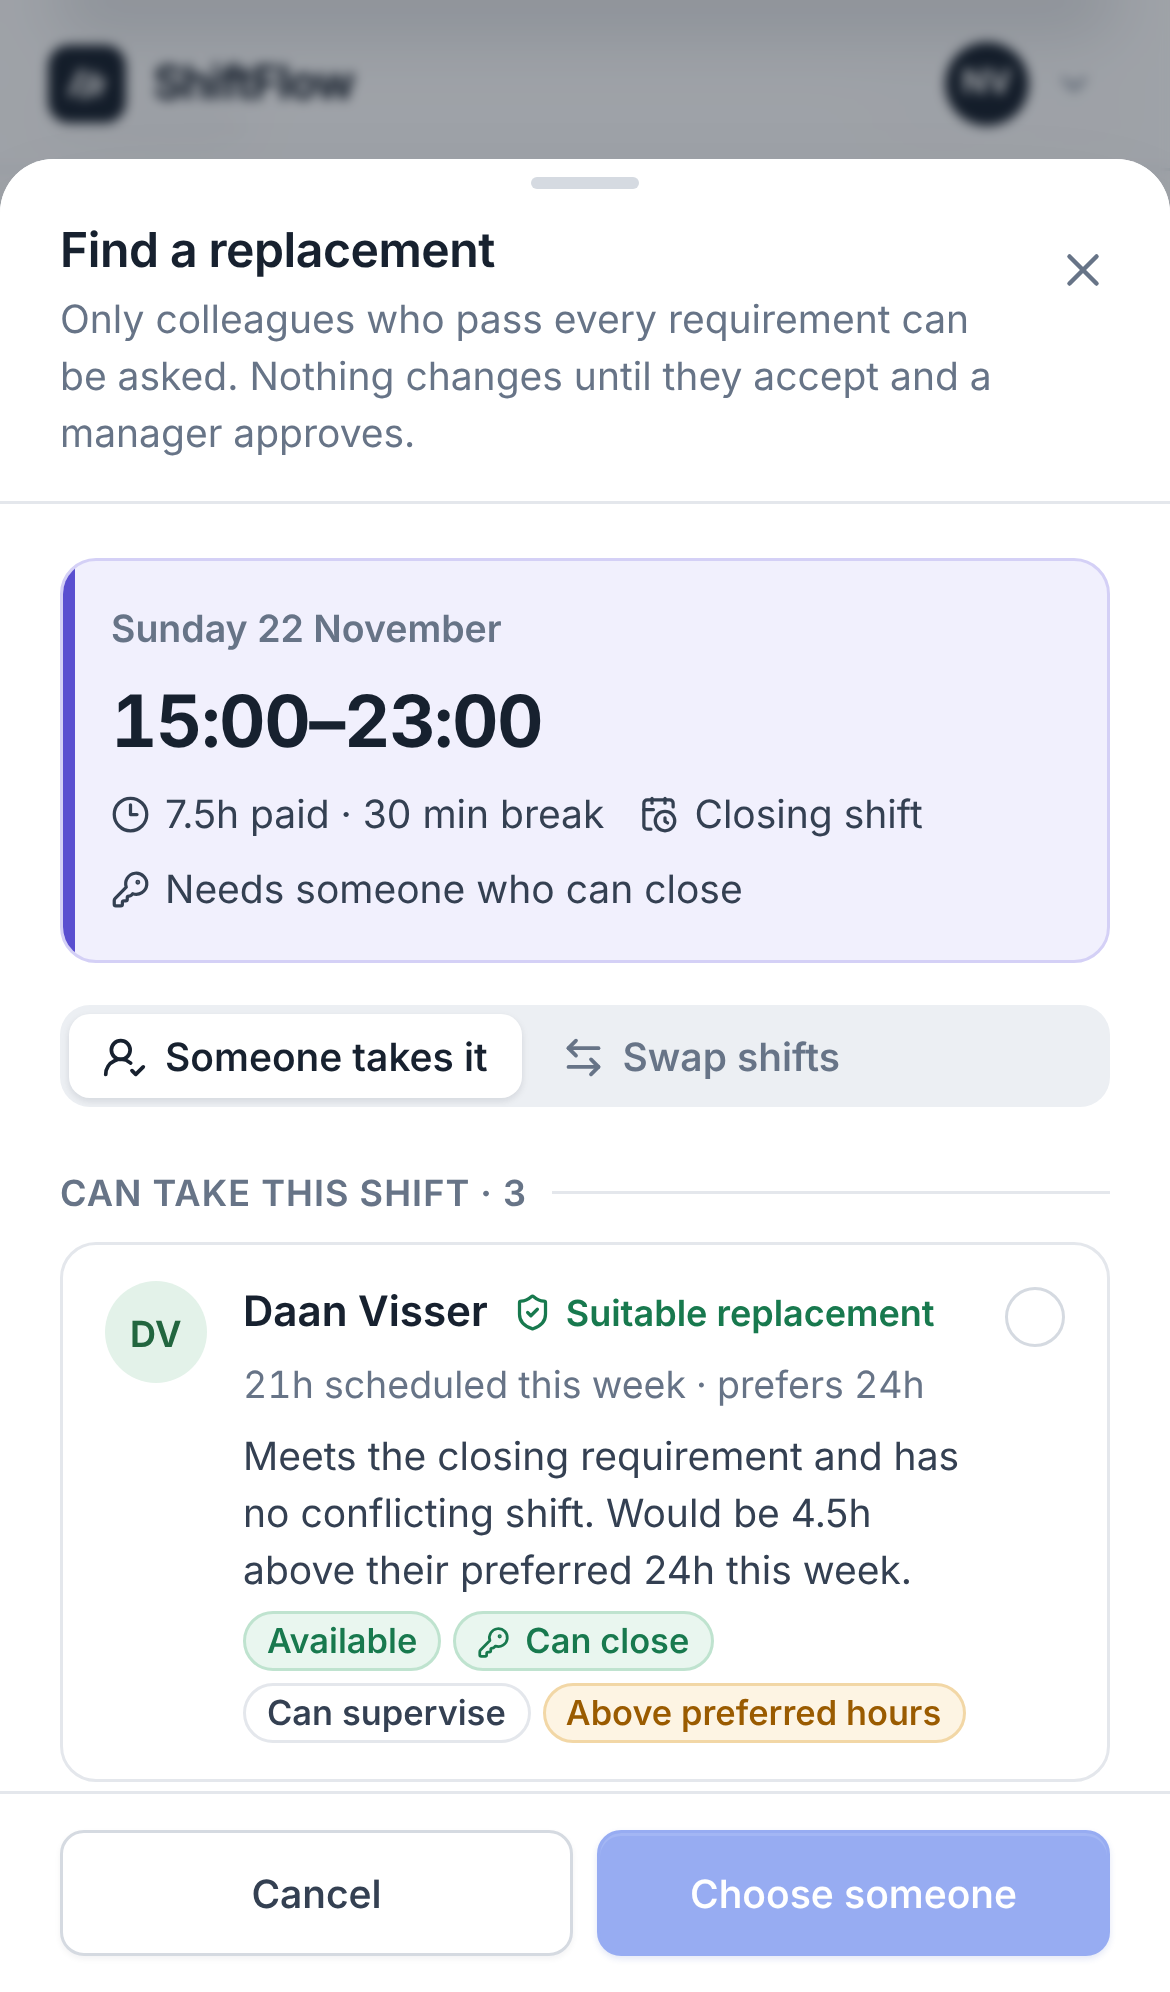 ShiftFlow
NV
Find a replacement
Only colleagues who pass every requirement can
be asked. Nothing changes until they accept and a
manager approves.
Sunday 22 November
15:00–23:00
7.5h paid · 30 min break Closing shift
Needs someone who can close
Someone takes it Swap shifts
CAN TAKE THIS SHIFT · 3
DV
Daan Visser Suitable replacement
21h scheduled this week · prefers 24h
Meets the closing requirement and has
no conflicting shift. Would be 4.5h
above their preferred 24h this week.
Available Can close
Can supervise Above preferred hours
Cancel Choose someone